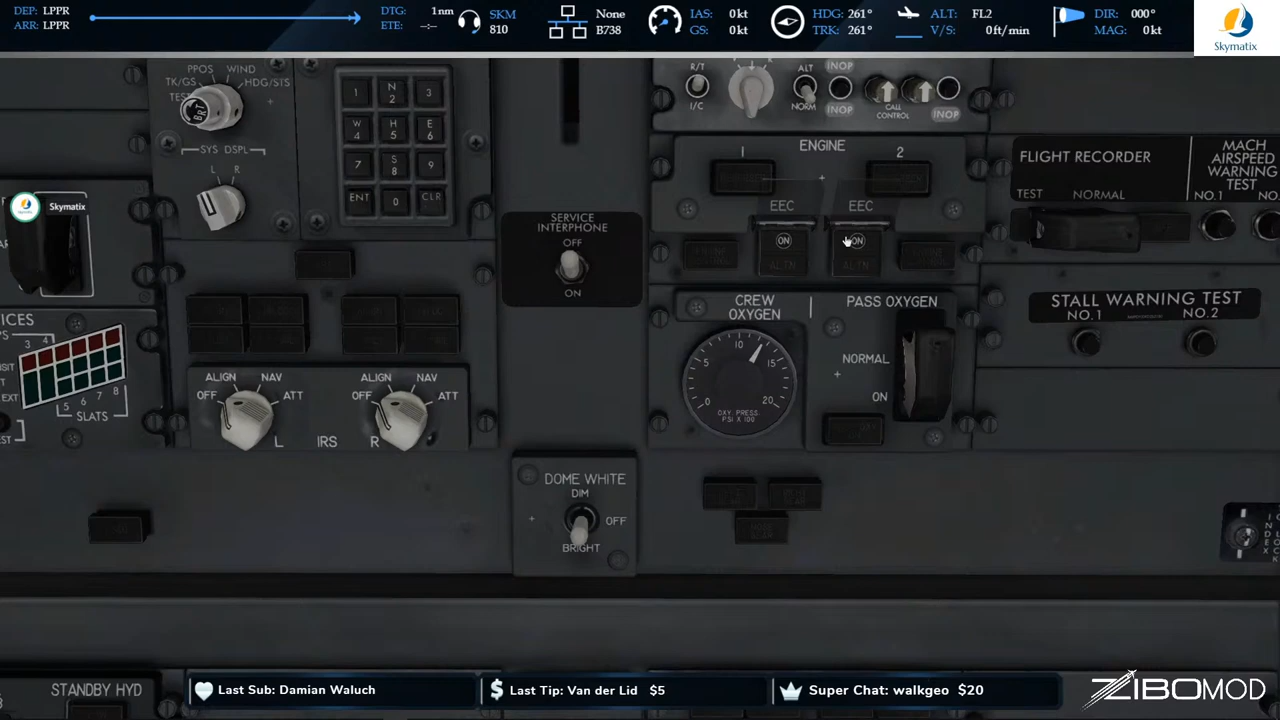 DEP: LPPR
ARR: LPPR
DTG: 1nm
ETE: --:--
SKM
810
None
B738
IAS: 0kt
GS: 0kt
HDG: 261°
TRK: 261°
ALT: FL2
V/S: 0ft/min
DIR: 000°
MAG: 0kt
Skymatix
PPOS
WIND
TK/GS
HDG/STS
TEST
BRT
SYS DSPL
L R
1
N 2
3
W 4
H 5
E 6
7
S 8
9
ENT
0
CLR
R/T
I/C
ALT
NORM
INOP
INOP
CALL CONTROL
INOP
ENGINE
1
2
EEC
EEC
ON
ON
ALTN
ALTN
FLIGHT RECORDER
TEST
NORMAL
MACH
AIRSPEED
WARNING
TEST
NO.1
NO.
Skymatix
SERVICE
INTERPHONE
OFF
ON
CREW
OXYGEN
PASS OXYGEN
0
5
10
15
20
OXY PRESS.
PSI X 100
NORMAL
ON
STALL WARNING TEST
NO.1
NO.2
ICES
3 4
EXT
EST
5 6 7 8
SLATS
ALIGN
NAV
OFF
ATT
L
IRS
R
ALIGN
NAV
OFF
ATT
DOME WHITE
DIM
OFF
BRIGHT
STANDBY HYD
Last Sub: Damian Waluch
Last Tip: Van der Lid $5
Super Chat: walkgeo $20
ZIBOMOD